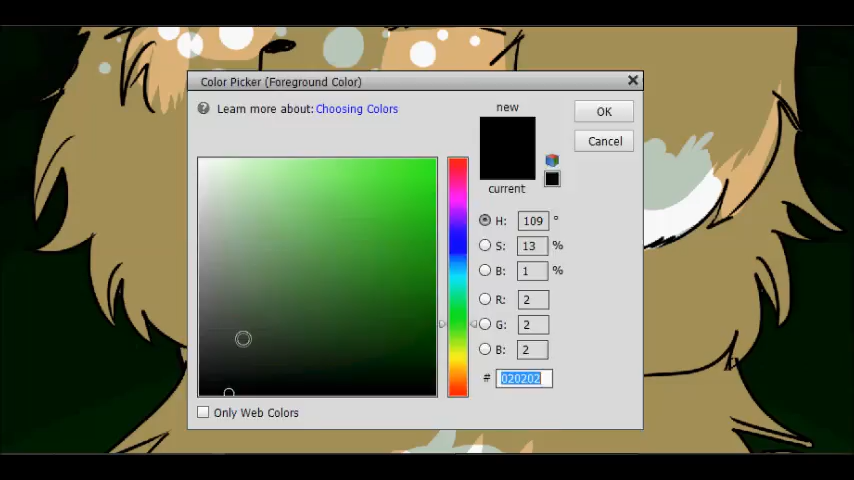 Color Picker (Foreground Color)
? Learn more about: Choosing Colors
new
OK
Cancel
current
H: 109 °
S: 13 %
B: 1 %
R: 2
G: 2
B: 2
# 020202
Only Web Colors